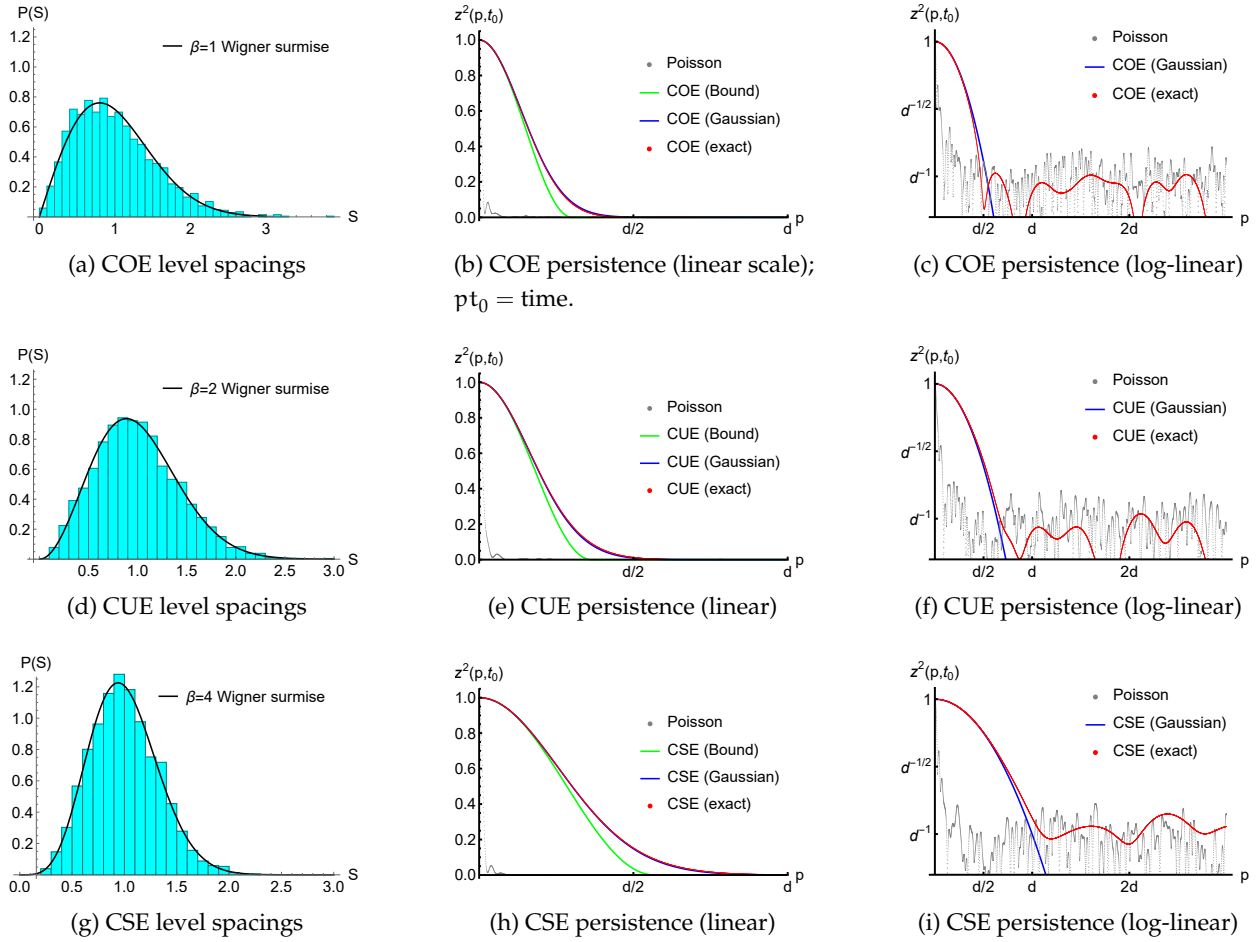 P(S)
1.2
1.0
0.8
0.6
0.4
0.2
0
1
2
3
S
β=1 Wigner surmise
(a) COE level spacings
z²(p,t₀)
1.0
0.8
0.6
0.4
0.2
0.0
d/2
d
p
Poisson
COE (Bound)
COE (Gaussian)
COE (exact)
(b) COE persistence (linear scale);
pt₀ = time.
z²(p,t₀)
1
d⁻¹/²
d⁻¹
d/2
d
2d
p
Poisson
COE (Gaussian)
COE (exact)
(c) COE persistence (log-linear)
P(S)
1.2
1.0
0.8
0.6
0.4
0.2
0.5
1.0
1.5
2.0
2.5
3.0
S
β=2 Wigner surmise
(d) CUE level spacings
z²(p,t₀)
1.0
0.8
0.6
0.4
0.2
0.0
d/2
d
p
Poisson
CUE (Bound)
CUE (Gaussian)
CUE (exact)
(e) CUE persistence (linear)
z²(p,t₀)
1
d⁻¹/²
d⁻¹
d/2
d
2d
p
Poisson
CUE (Gaussian)
CUE (exact)
(f) CUE persistence (log-linear)
P(S)
1.2
1.0
0.8
0.6
0.4
0.2
0.0
0.5
1.0
1.5
2.0
2.5
3.0
S
β=4 Wigner surmise
(g) CSE level spacings
z²(p,t₀)
1.0
0.8
0.6
0.4
0.2
0.0
d/2
d
p
Poisson
CSE (Bound)
CSE (Gaussian)
CSE (exact)
(h) CSE persistence (linear)
z²(p,t₀)
1
d⁻¹/²
d⁻¹
d/2
d
2d
p
Poisson
CSE (Gaussian)
CSE (exact)
(i) CSE persistence (log-linear)